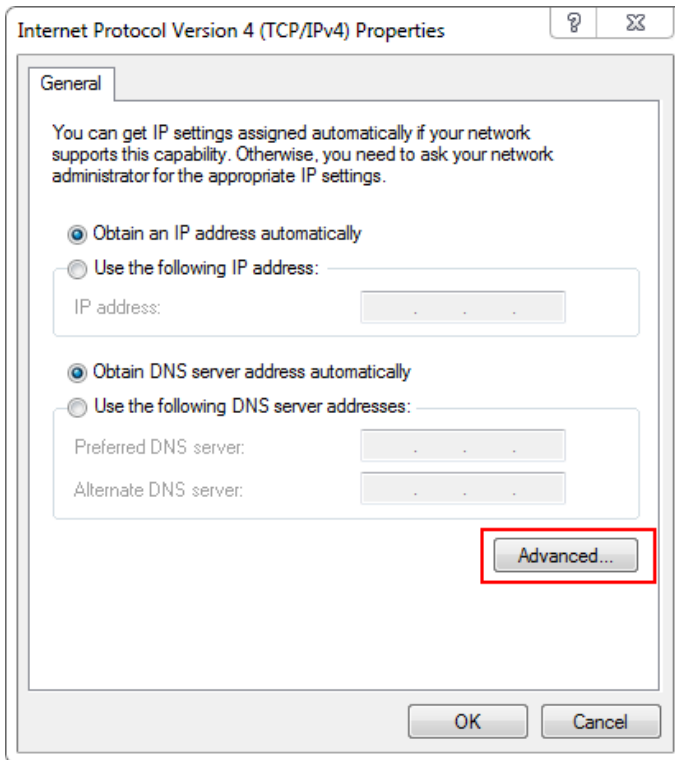 Internet Protocol Version 4 (TCP/IPv4) Properties
General
You can get IP settings assigned automatically if your network
supports this capability. Otherwise, you need to ask your network
administrator for the appropriate IP settings.
Obtain an IP address automatically
Use the following IP address:
IP address:
Obtain DNS server address automatically
Use the following DNS server addresses:
Preferred DNS server:
Alternate DNS server:
Advanced...
OK Cancel